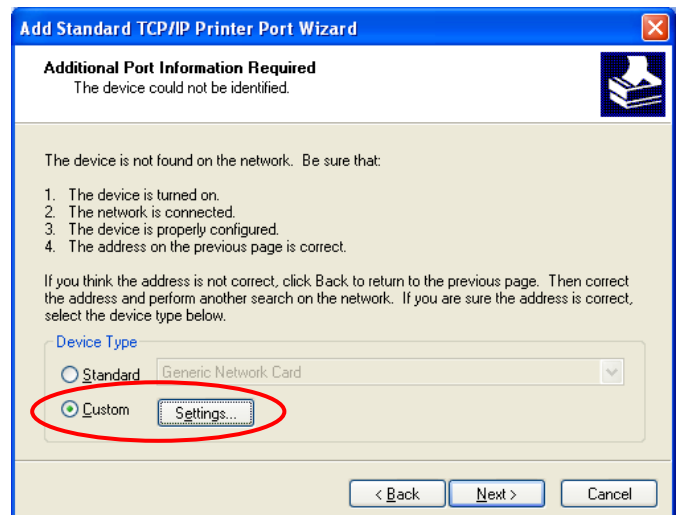 Add Standard TCP/IP Printer Port Wizard
Additional Port Information Required
The device could not be identified.
The device is not found on the network. Be sure that:
1. The device is turned on.
2. The network is connected.
3. The device is properly configured.
4. The address on the previous page is correct.
If you think the address is not correct, click Back to return to the previous page. Then correct
the address and perform another search on the network. If you are sure the address is correct,
select the device type below.
Device Type
Standard Generic Network Card
Custom Settings...
< Back Next > Cancel